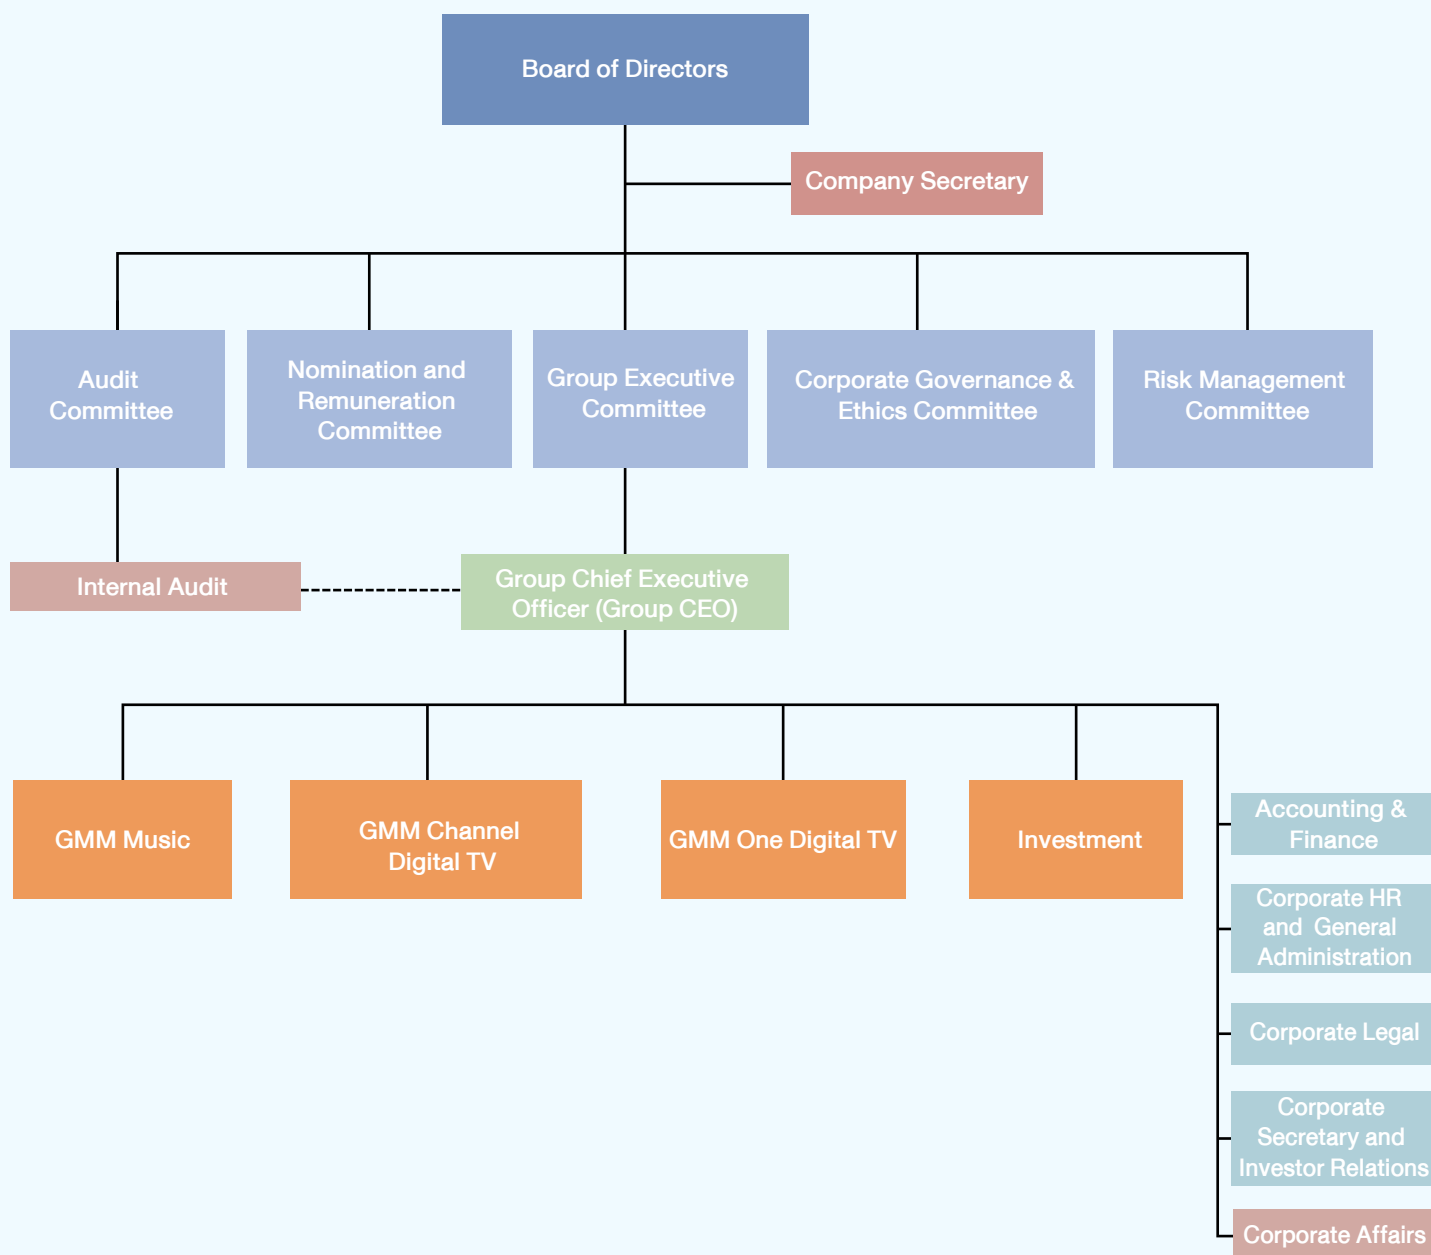 Board of Directors
Company Secretary
Audit
Committee
Nomination and
Remuneration
Committee
Group Executive
Committee
Corporate Governance &
Ethics Committee
Risk Management
Committee
Internal Audit
Group Chief Executive
Officer (Group CEO)
GMM Music
GMM Channel
Digital TV
GMM One Digital TV
Investment
Accounting &
Finance
Corporate HR
and General
Administration
Corporate Legal
Corporate
Secretary and
Investor Relations
Corporate Affairs